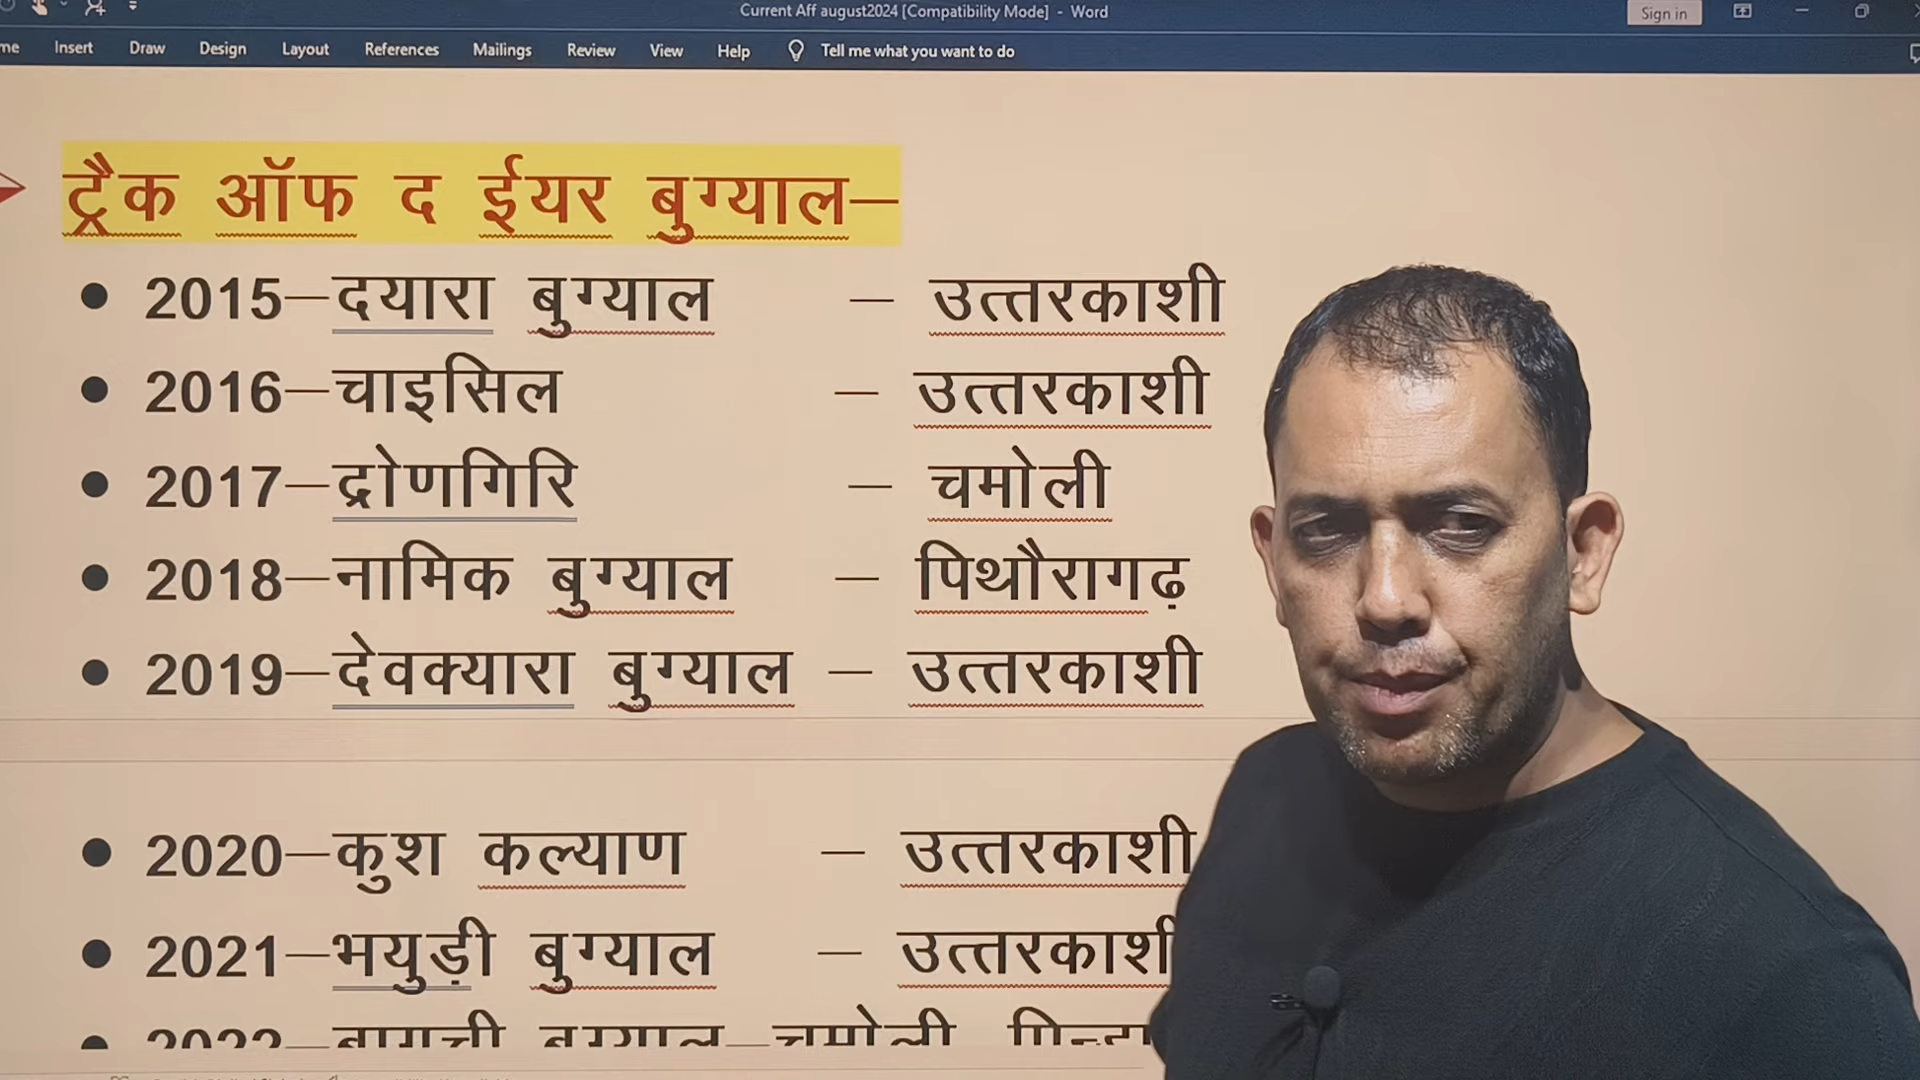 Current Aff august2024 [Compatibility Mode] - Word
Sign in
Insert Draw Design Layout References Mailings Review View Help Tell me what you want to do
ट्रैक ऑफ द ईयर बुग्याल–
2015–दयारा बुग्याल – उत्तरकाशी
2016–चाइसिल – उत्तरकाशी
2017–द्रोणगिरि – चमोली
2018–नामिक बुग्याल – पिथौरागढ़
2019–देवक्यारा बुग्याल – उत्तरकाशी
2020–कुश कल्याण – उत्तरकाशी
2021–भयुड़ी बुग्याल – उत्तरकाशी
2022– बुग्याल–चमोली